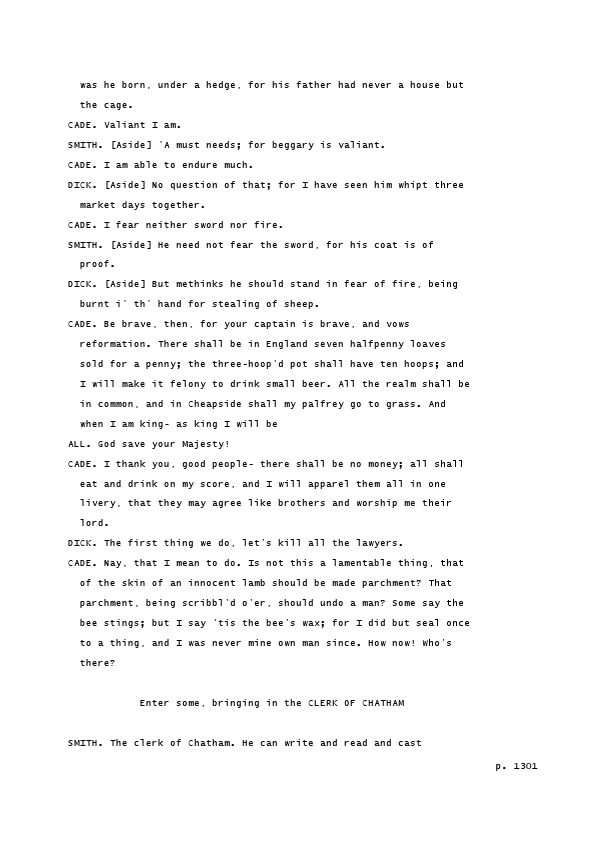 was he born, under a hedge, for his father had never a house but
the cage.
CADE. Valiant I am.
SMITH. [Aside] 'A must needs; for beggary is valiant.
CADE. I am able to endure much.
DICK. [Aside] No question of that; for I have seen him whipt three
market days together.
CADE. I fear neither sword nor fire.
SMITH. [Aside] He need not fear the sword, for his coat is of
proof.
DICK. [Aside] But methinks he should stand in fear of fire, being
burnt i' th' hand for stealing of sheep.
CADE. Be brave, then, for your captain is brave, and vows
reformation. There shall be in England seven halfpenny loaves
sold for a penny; the three-hoop'd pot shall have ten hoops; and
I will make it felony to drink small beer. All the realm shall be
in common, and in Cheapside shall my palfrey go to grass. And
when I am king- as king I will be
ALL. God save your Majesty!
CADE. I thank you, good people- there shall be no money; all shall
eat and drink on my score, and I will apparel them all in one
livery, that they may agree like brothers and worship me their
lord.
DICK. The first thing we do, let's kill all the lawyers.
CADE. Nay, that I mean to do. Is not this a lamentable thing, that
of the skin of an innocent lamb should be made parchment? That
parchment, being scribbl'd o'er, should undo a man? Some say the
bee stings; but I say 'tis the bee's wax; for I did but seal once
to a thing, and I was never mine own man since. How now! Who's
there?
Enter some, bringing in the CLERK OF CHATHAM
SMITH. The clerk of Chatham. He can write and read and cast
p. 1301